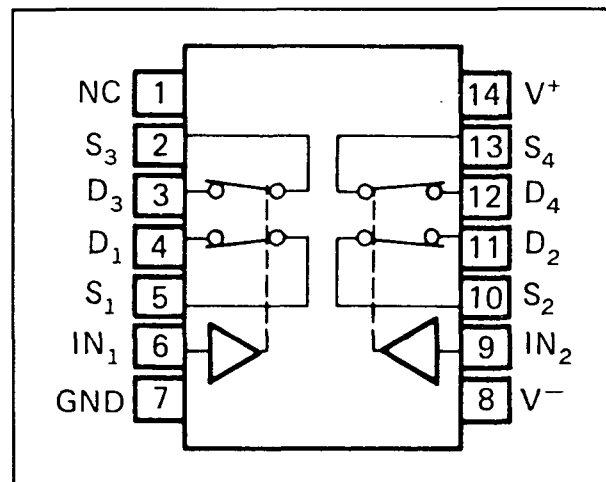 NC 1 14 V⁺
S₃ 2 13 S₄
D₃ 3 12 D₄
D₁ 4 11 D₂
S₁ 5 10 S₂
IN₁ 6 9 IN₂
GND 7 8 V⁻